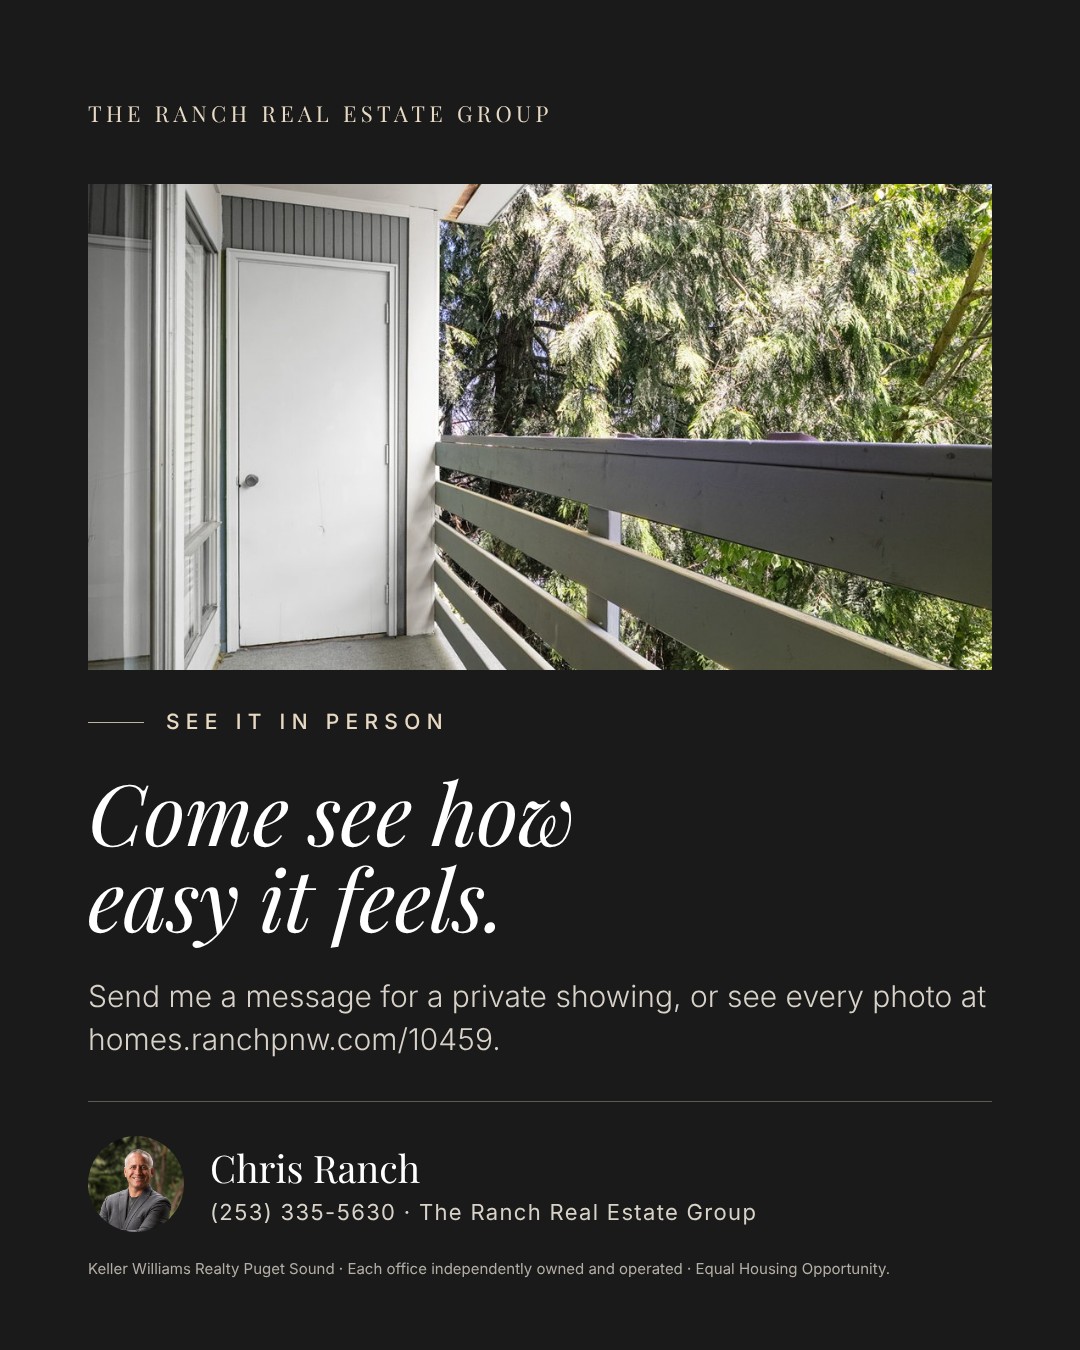 THE RANCH REAL ESTATE GROUP
SEE IT IN PERSON
Come see how
easy it feels.
Send me a message for a private showing, or see every photo at
homes.ranchpnw.com/10459.
Chris Ranch
(253) 335-5630 · The Ranch Real Estate Group
Keller Williams Realty Puget Sound · Each office independently owned and operated · Equal Housing Opportunity.